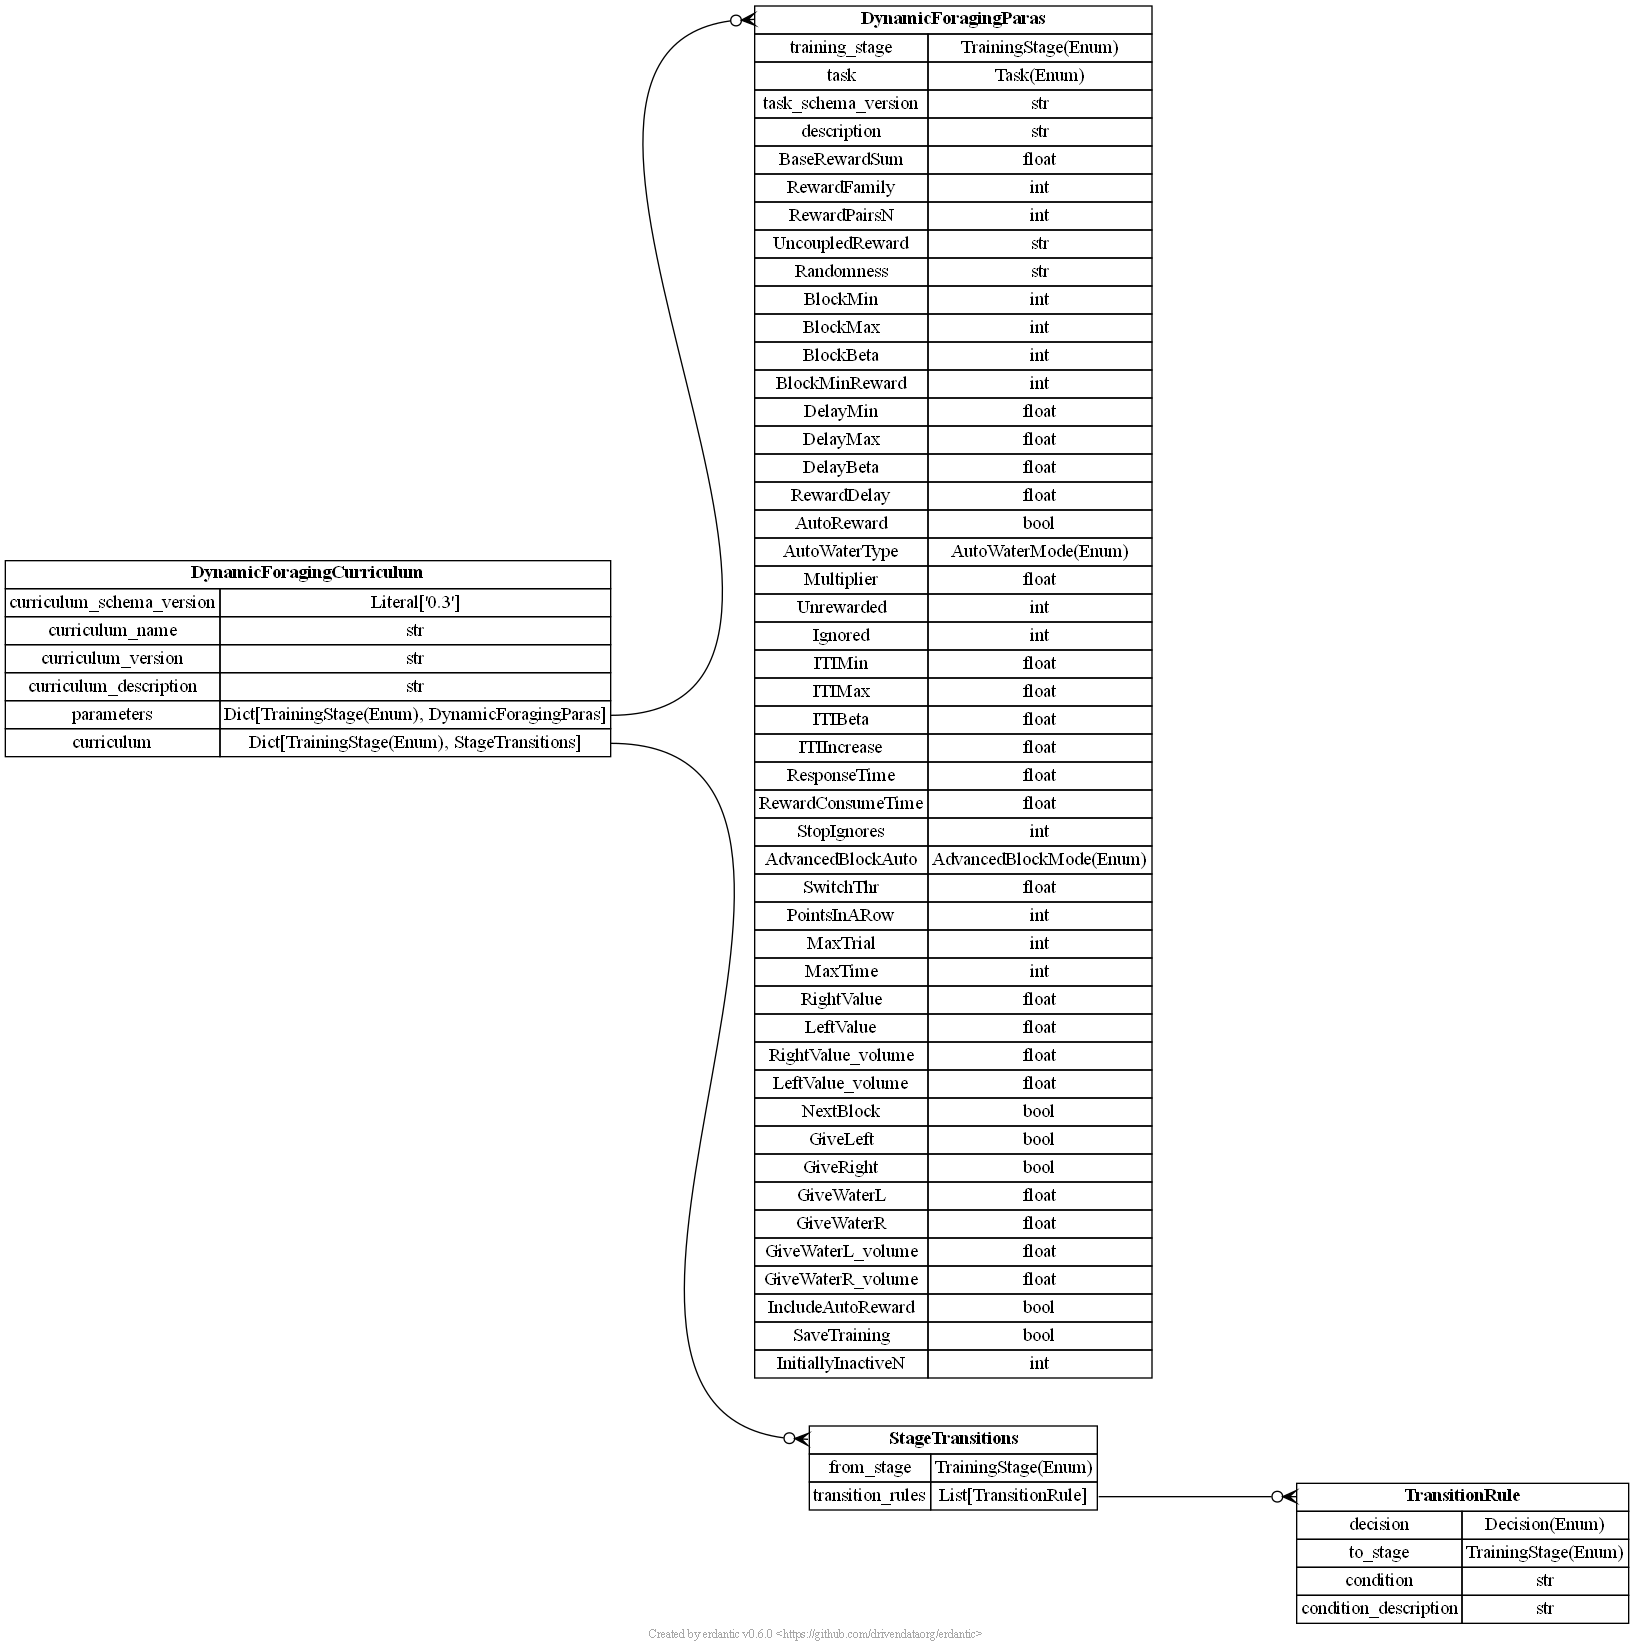 DynamicForagingParas
training_stage TrainingStage(Enum)
task Task(Enum)
task_schema_version str
description str
BaseRewardSum float
RewardFamily int
RewardPairsN int
UncoupledReward str
Randomness str
BlockMin int
BlockMax int
BlockBeta int
BlockMinReward int
DelayMin float
DelayMax float
DelayBeta float
RewardDelay float
AutoReward bool
AutoWaterType AutoWaterMode(Enum)
Multiplier float
Unrewarded int
Ignored int
ITIMin float
ITIMax float
ITIBeta float
ITIIncrease float
ResponseTime float
RewardConsumeTime float
StopIgnores int
AdvancedBlockAuto AdvancedBlockMode(Enum)
SwitchThr float
PointsInARow int
MaxTrial int
MaxTime int
RightValue float
LeftValue float
RightValue_volume float
LeftValue_volume float
NextBlock bool
GiveLeft bool
GiveRight bool
GiveWaterL float
GiveWaterR float
GiveWaterL_volume float
GiveWaterR_volume float
IncludeAutoReward bool
SaveTraining bool
InitiallyInactiveN int
DynamicForagingCurriculum
curriculum_schema_version Literal['0.3']
curriculum_name str
curriculum_version str
curriculum_description str
parameters Dict[TrainingStage(Enum), DynamicForagingParas]
curriculum Dict[TrainingStage(Enum), StageTransitions]
StageTransitions
from_stage TrainingStage(Enum)
transition_rules List[TransitionRule]
TransitionRule
decision Decision(Enum)
to_stage TrainingStage(Enum)
condition str
condition_description str
Created by erdantic v0.6.0 <https://github.com/drivendataorg/erdantic>